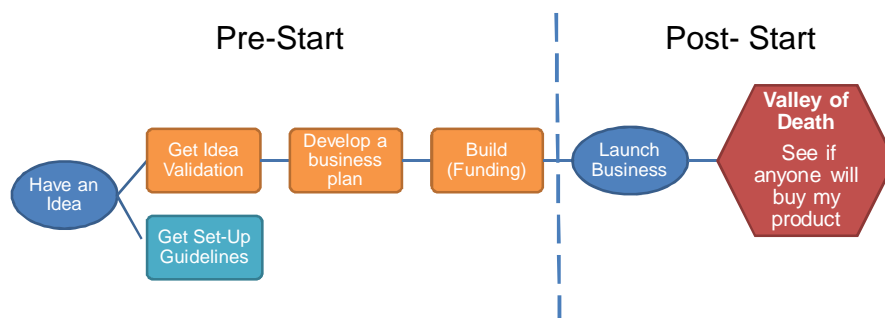 Pre-Start
Post- Start
Have an
Idea
Get Idea
Validation
Develop a
business
plan
Build
(Funding)
Launch
Business
Valley of
Death
See if
anyone will
buy my
product
Get Set-Up
Guidelines